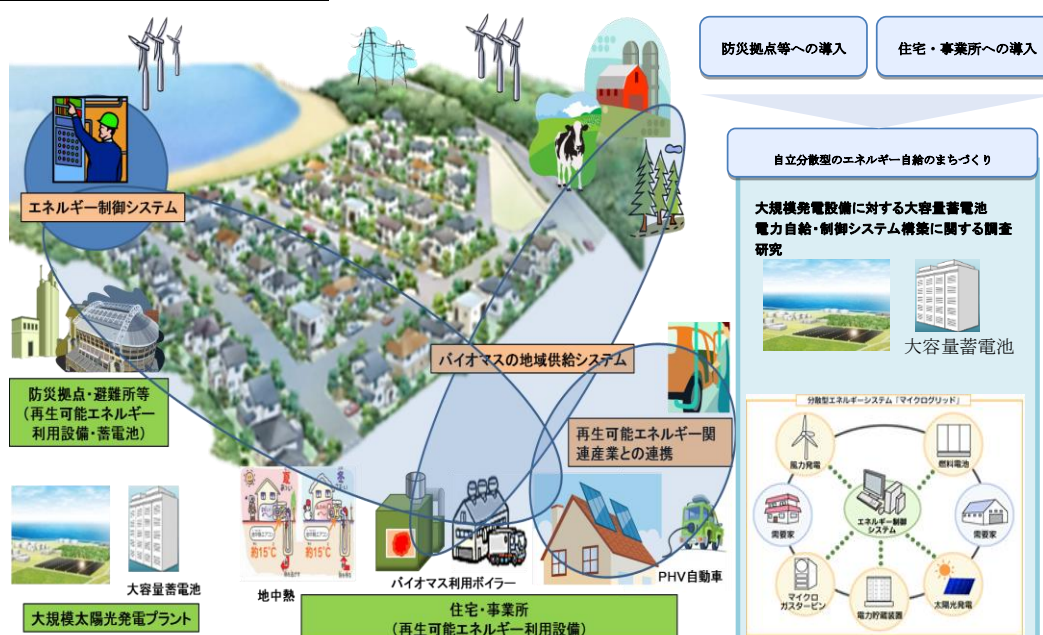 防災拠点等への導入
住宅・事業所への導入
自立分散型のエネルギー自給のまちづくり
大規模発電設備に対する大容量蓄電池
電力自給・制御システム構築に関する調査
研究
大容量蓄電池
エネルギー制御システム
バイオマスの地域供給システム
防災拠点・避難所等
(再生可能エネルギー
利用設備・蓄電池)
再生可能エネルギー関
連産業との連携
大容量蓄電池
大規模太陽光発電プラント
夏
冬
約15℃
約15℃
地中熱
バイオマス利用ボイラー
PHV自動車
住宅・事業所
(再生可能エネルギー利用設備)
分散型エネルギーシステム「マイクログリッド」
風力発電
燃料電池
需要家
エネルギー制御
システム
需要家
マイクロ
ガスタービン
電力貯蔵装置
太陽光発電